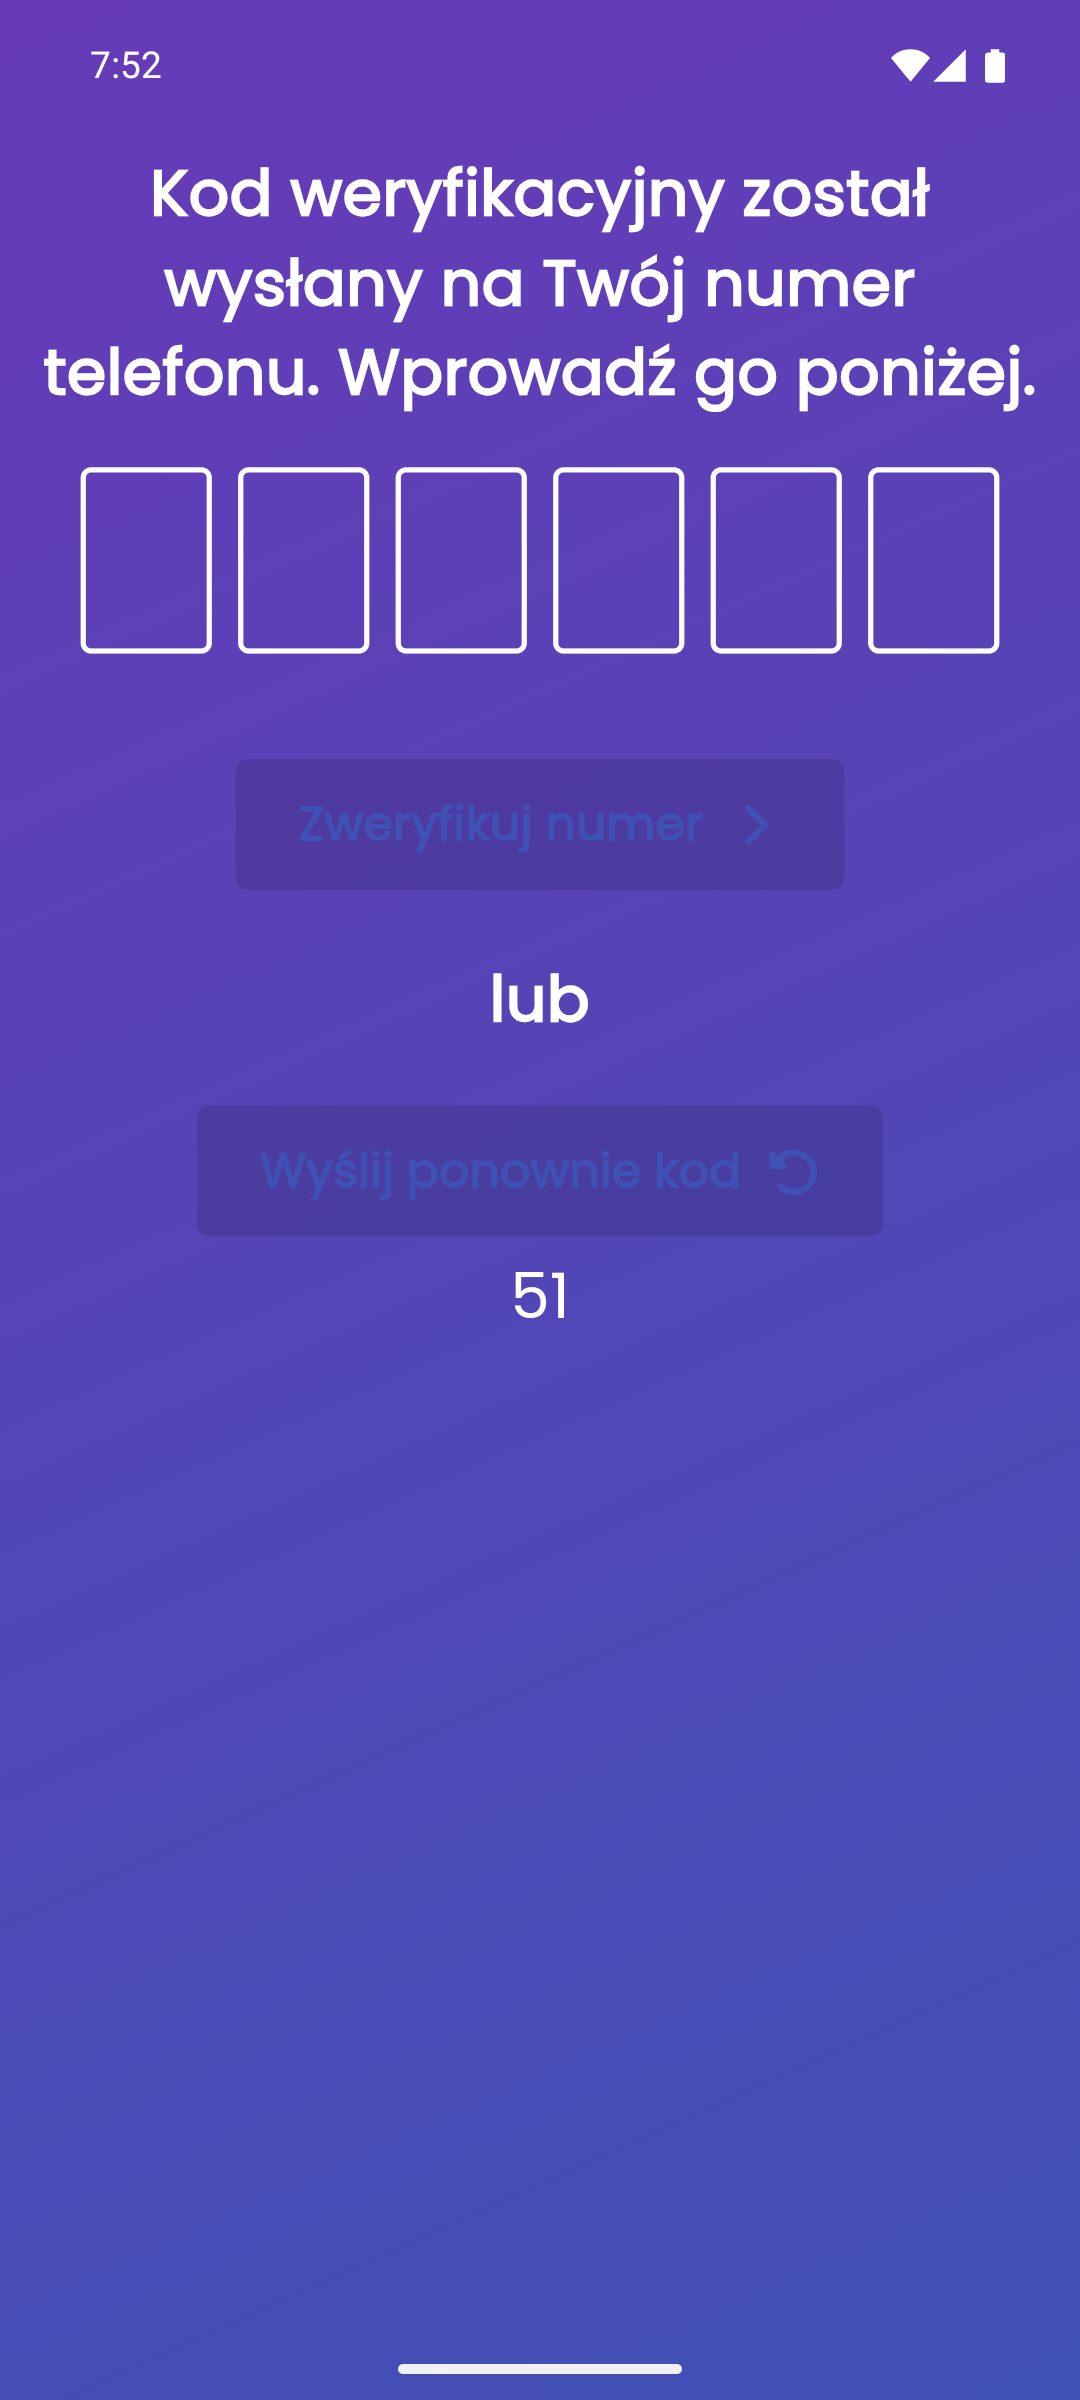 7:52
Kod weryfikacyjny został
wysłany na Twój numer
telefonu. Wprowadź go poniżej.
Zweryfikuj numer
lub
Wyślij ponownie kod
51